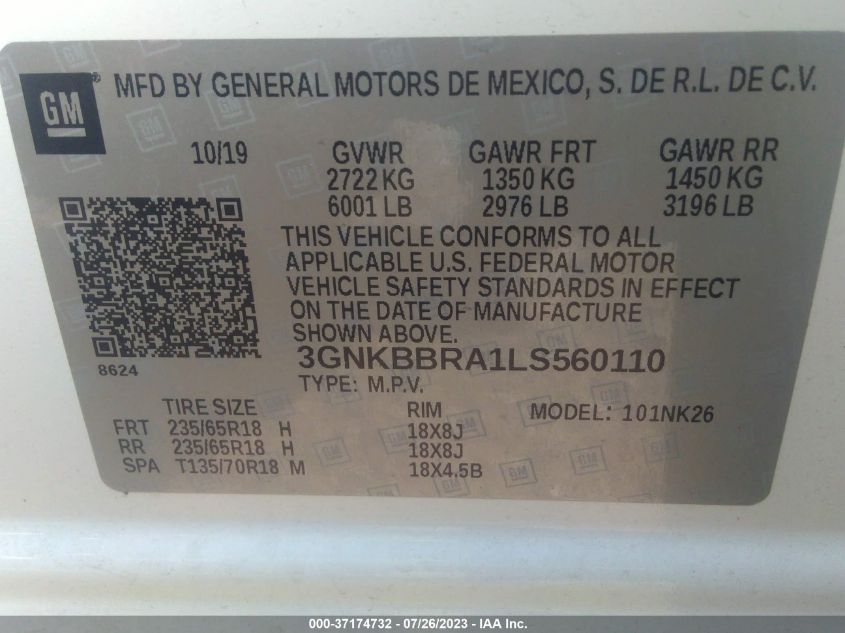 GM ® MFD BY GENERAL MOTORS DE MEXICO, S. DE R.L. DE C.V.
10/19 GVWR GAWR FRT GAWR RR
2722 KG 1350 KG 1450 KG
6001 LB 2976 LB 3196 LB
THIS VEHICLE CONFORMS TO ALL
APPLICABLE U.S. FEDERAL MOTOR
VEHICLE SAFETY STANDARDS IN EFFECT
ON THE DATE OF MANUFACTURE
SHOWN ABOVE.
8624 3GNKBBRA1LS560110
TYPE: M.P.V.
TIRE SIZE RIM MODEL: 101NK26
FRT 235/65R18 H 18X8J
RR 235/65R18 H 18X8J
SPA T135/70R18 M 18X4.5B
000-37174732 - 07/26/2023 - IAA Inc.